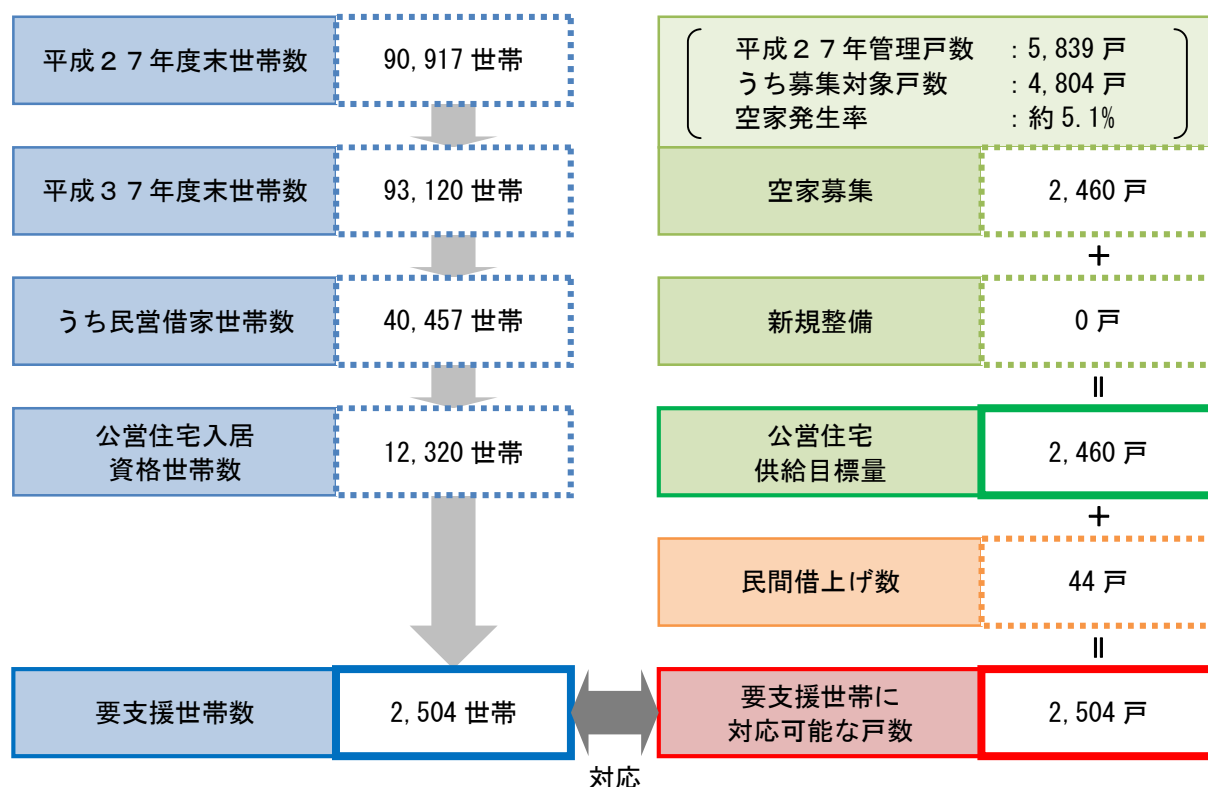 平成２７年度末世帯数
90,917 世帯
平成３７年度末世帯数
93,120 世帯
うち民営借家世帯数
40,457 世帯
公営住宅入居
資格世帯数
12,320 世帯
要支援世帯数
2,504 世帯
対応
平成２７年管理戸数 ：5,839 戸
うち募集対象戸数 ：4,804 戸
空家発生率 ：約 5.1%
空家募集
2,460 戸
＋
新規整備
0 戸
＝
公営住宅
供給目標量
2,460 戸
＋
民間借上げ数
44 戸
＝
要支援世帯に
対応可能な戸数
2,504 戸